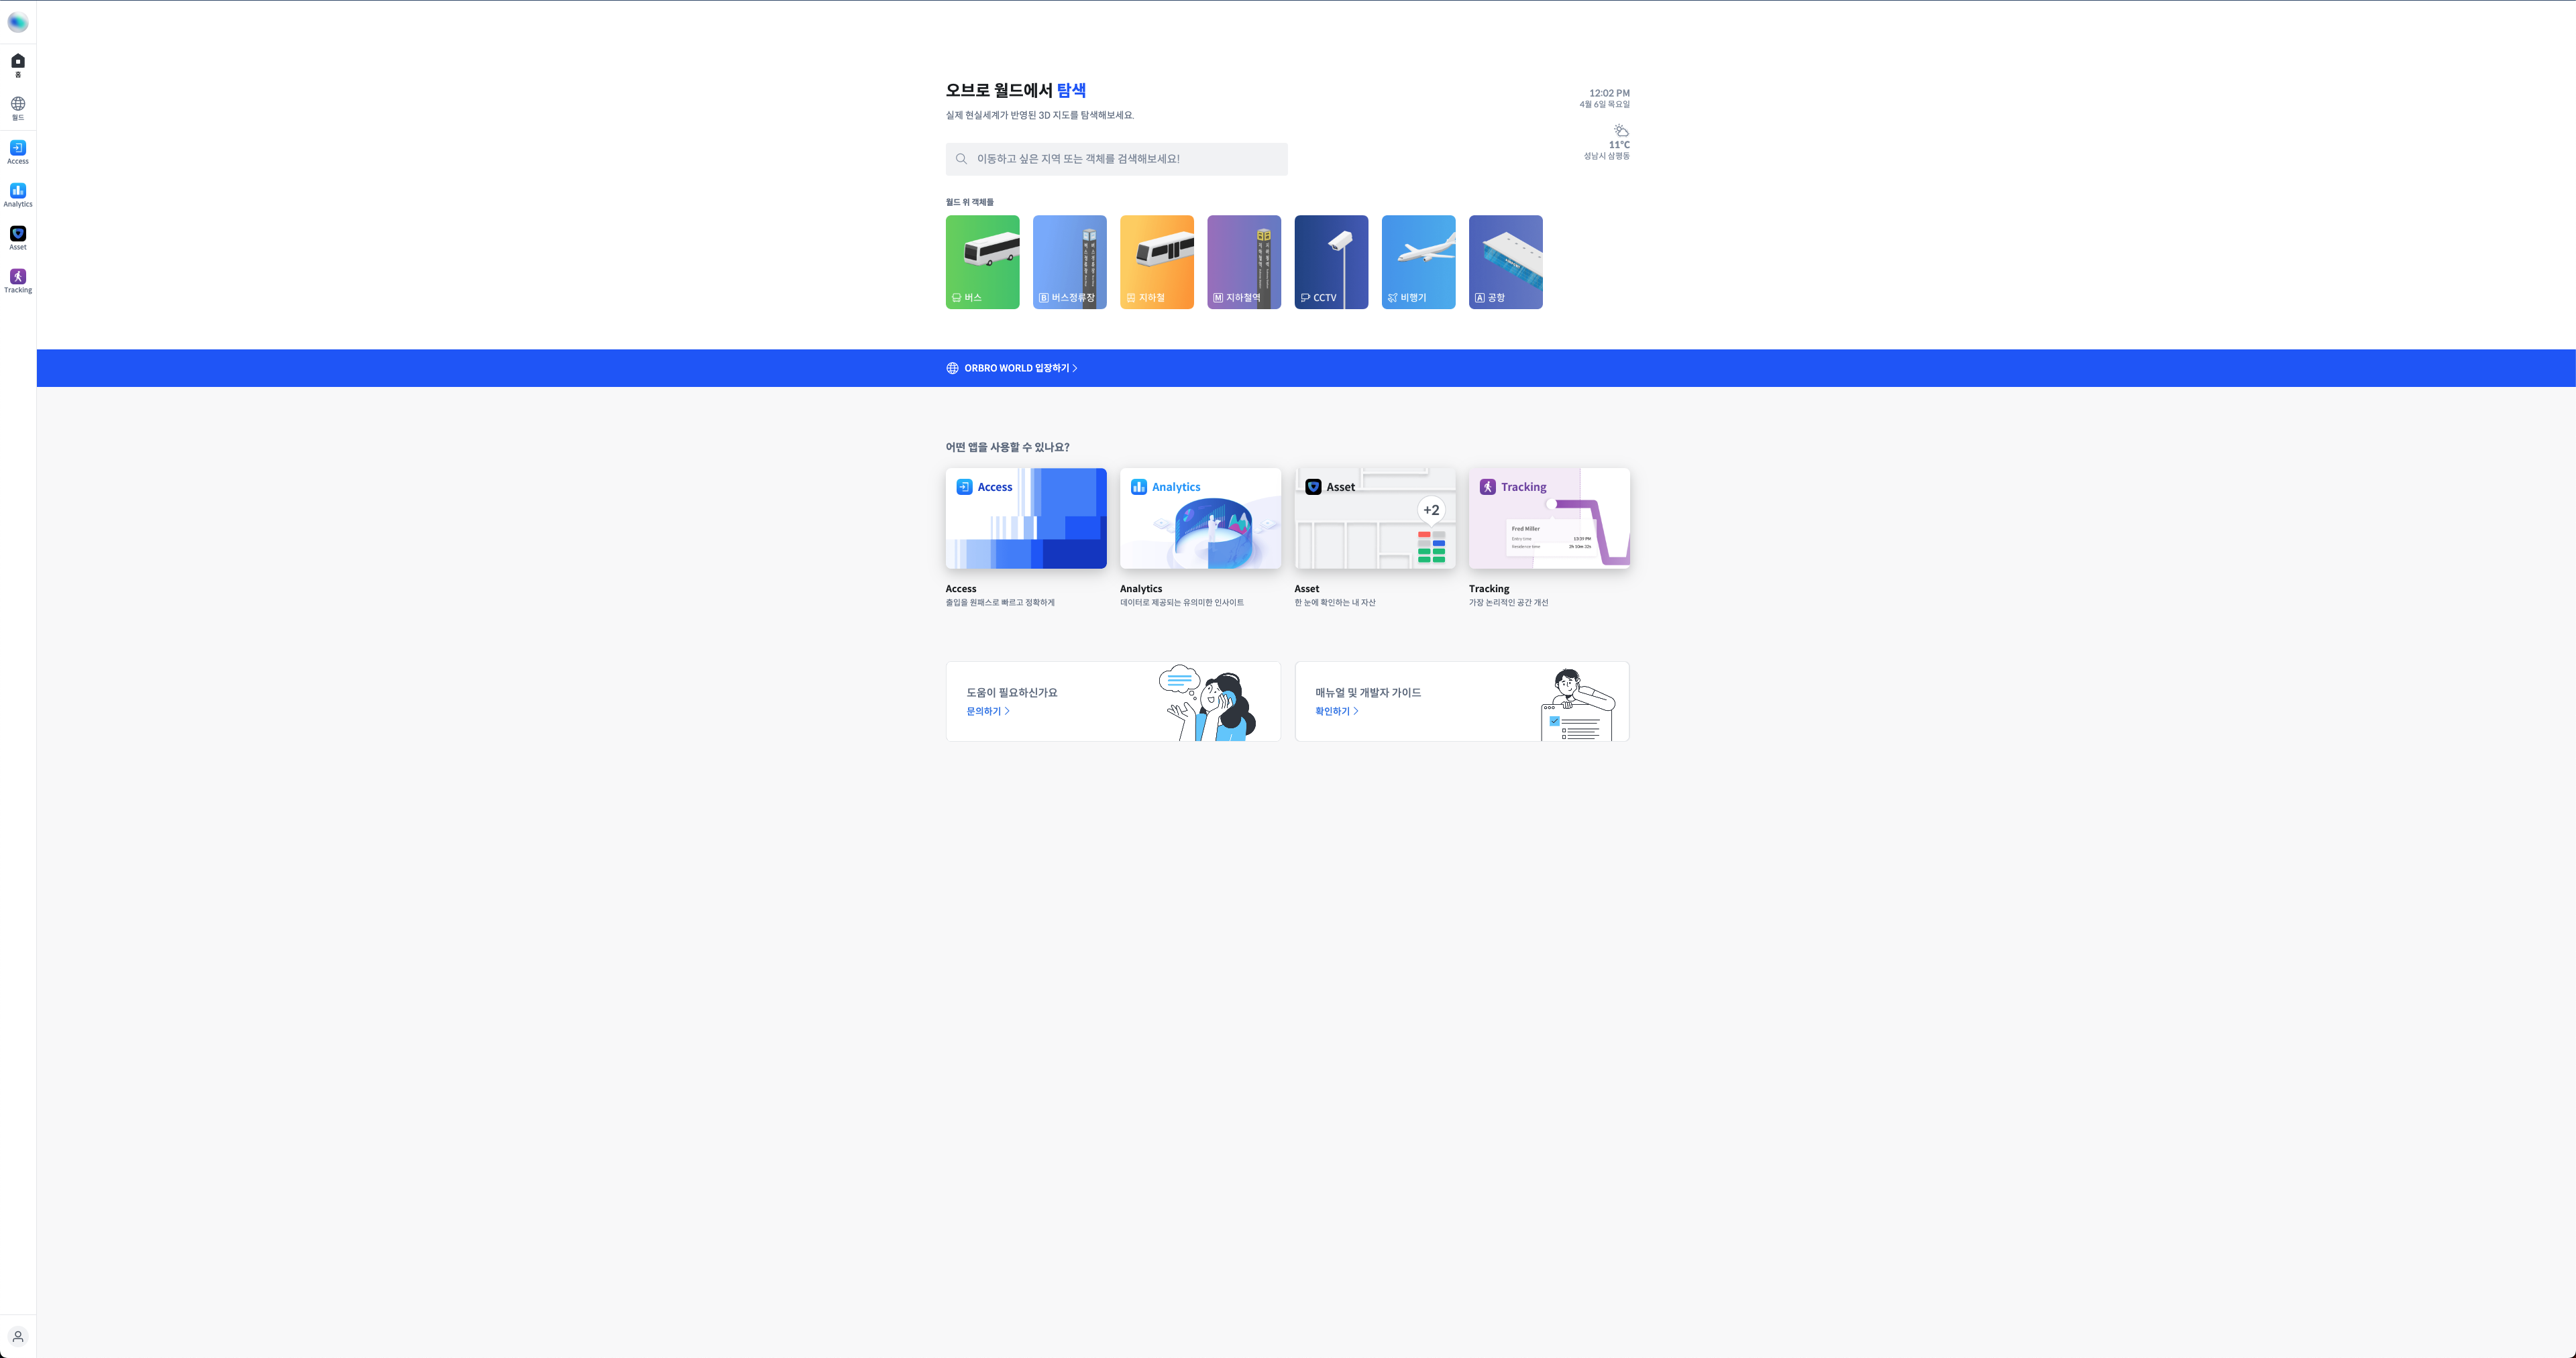 홈
월드
Access
Analytics
Asset
Tracking
오브로 월드에서 탐색
실제 현실세계가 반영된 3D 지도를 탐색해보세요.
12:02 PM
4월 6일 목요일
11°C
성남시 삼평동
이동하고 싶은 지역 또는 객체를 검색해보세요!
월드 위 객체들
버스
B 버스정류장
지하철
M 지하철역
CCTV
비행기
A 공항
ORBRO WORLD 입장하기
어떤 앱을 사용할 수 있나요?
Access
Analytics
Asset
+2
Tracking
Fred Miller
Entry time 13:55 PM
Residence time 2h 10m 32s
Access
출입을 원패스로 빠르고 정확하게
Analytics
데이터로 제공되는 유의미한 인사이트
Asset
한 눈에 확인하는 내 자산
Tracking
가장 논리적인 공간 개선
도움이 필요하신가요
문의하기
매뉴얼 및 개발자 가이드
확인하기